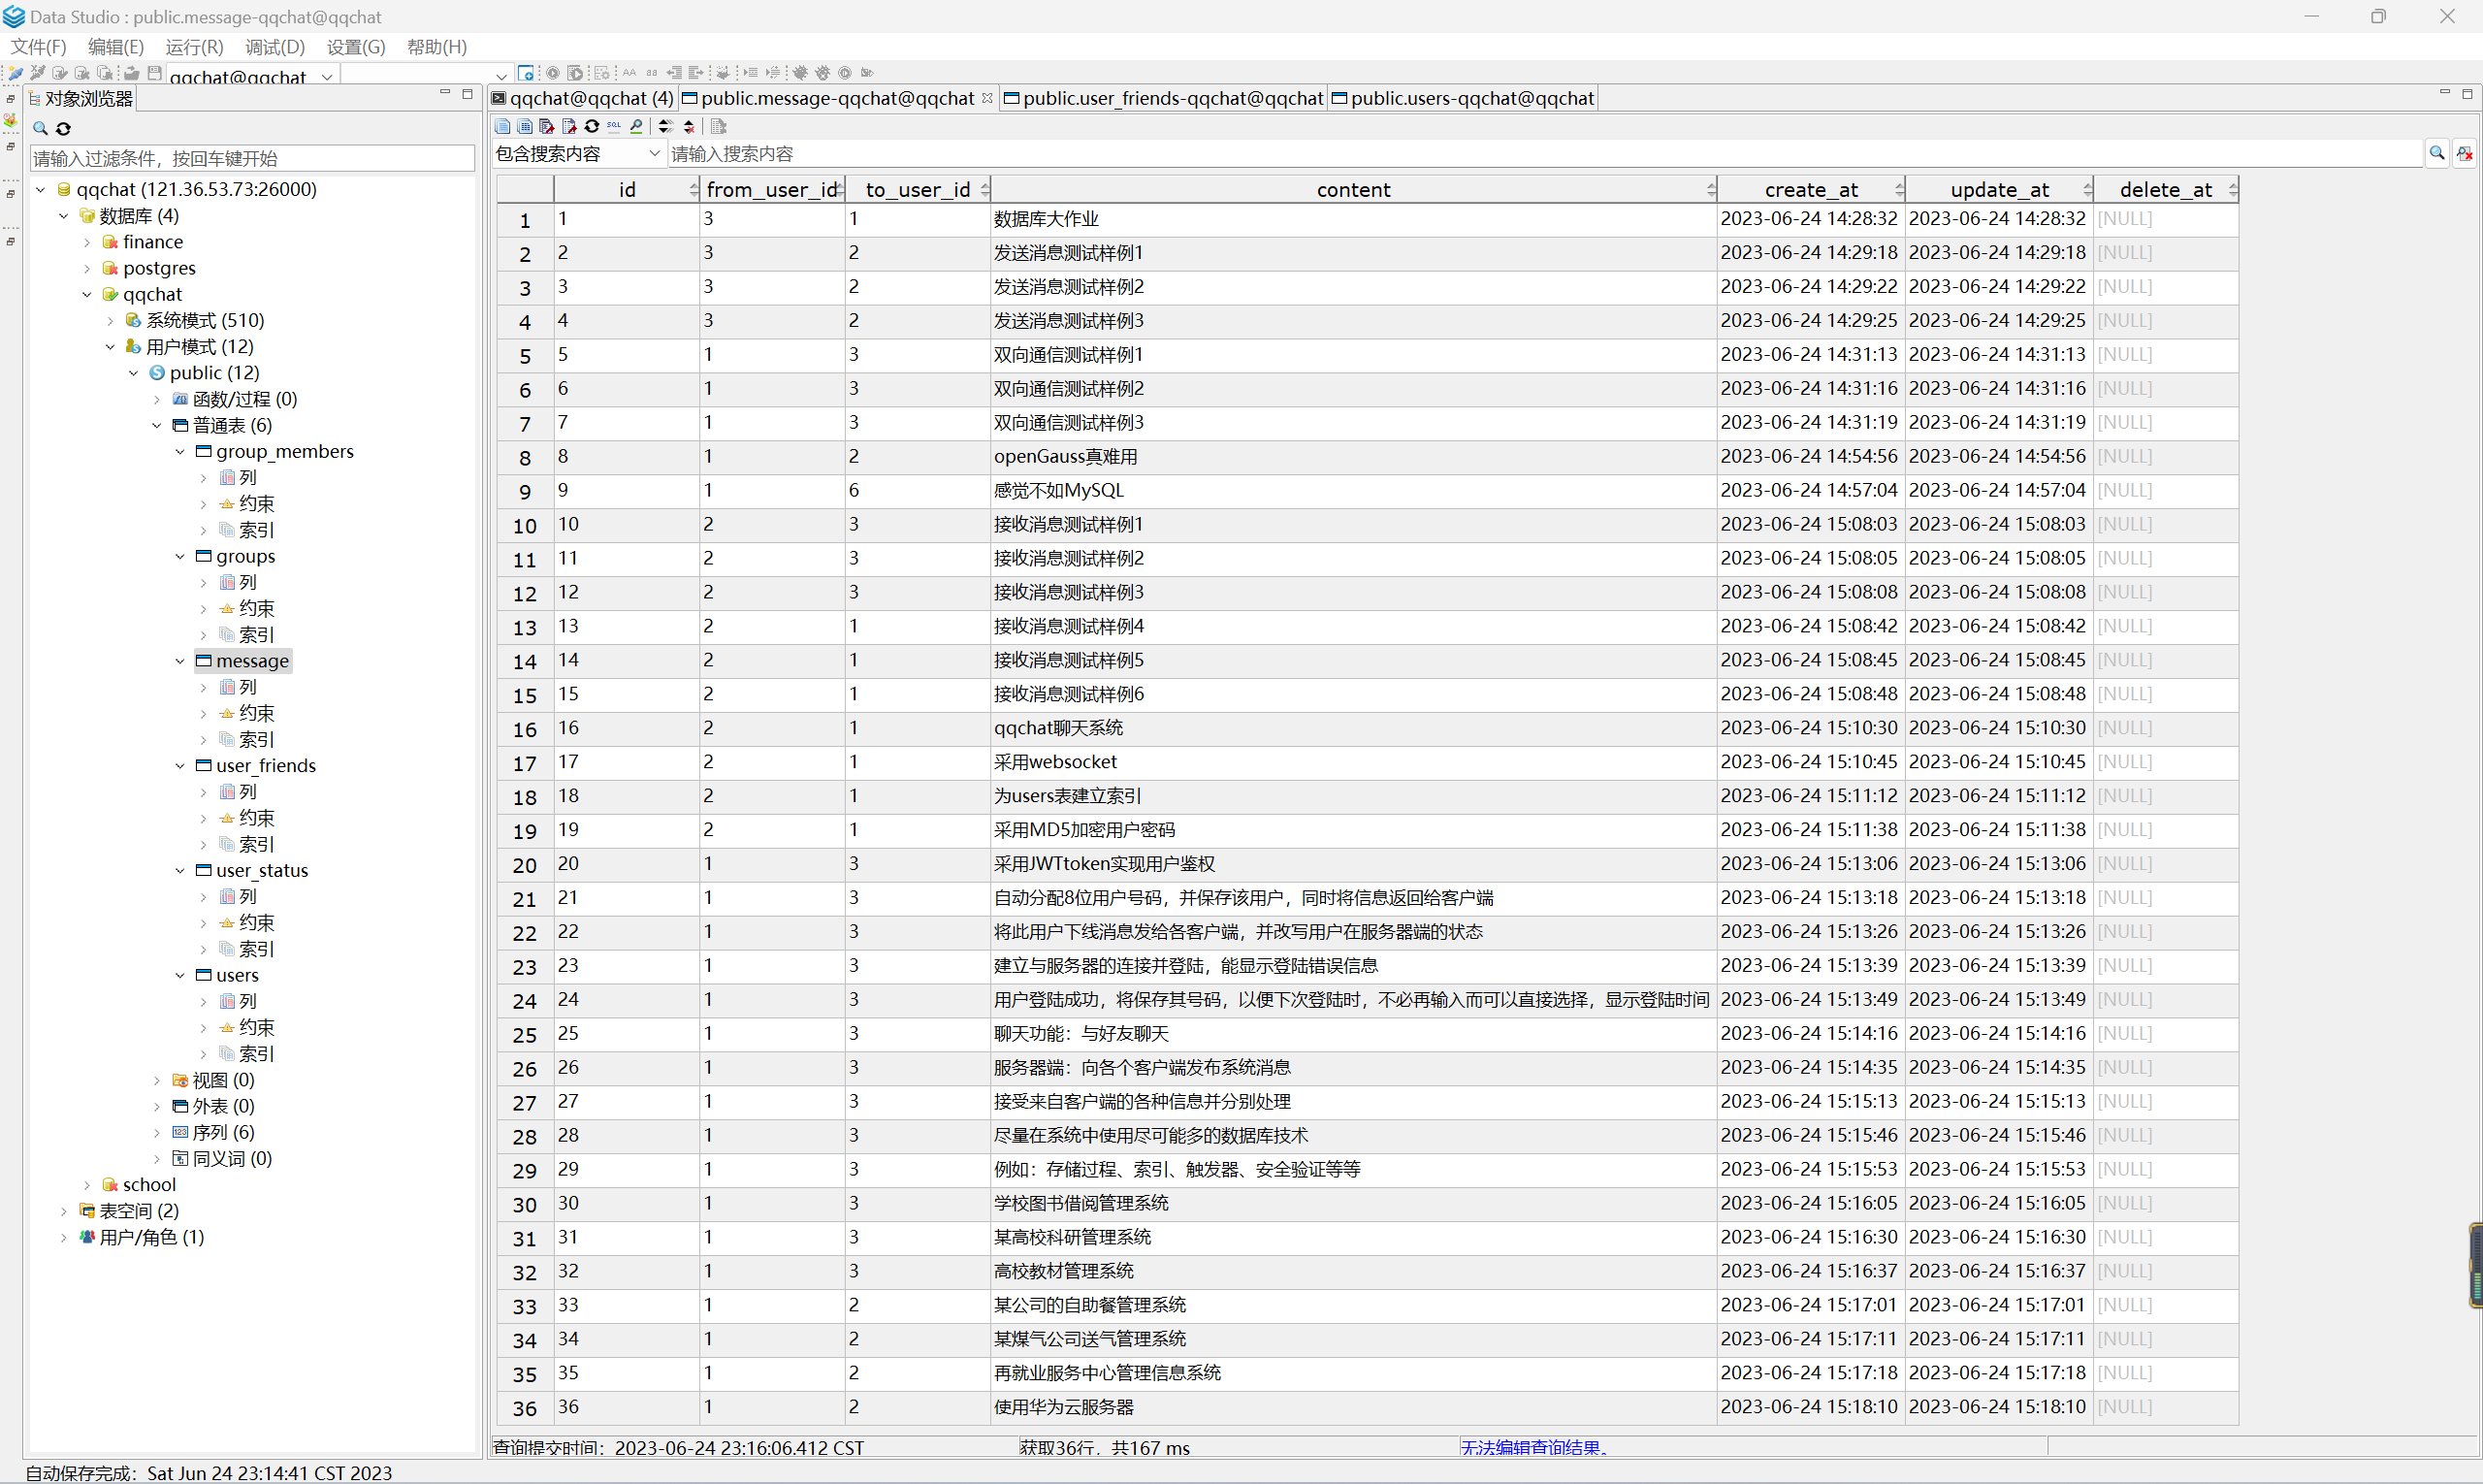 Data Studio : public.message-qqchat@qqchat
文件(F) 编辑(E) 运行(R) 调试(D) 设置(G) 帮助(H)
qqchat@qqchat
对象浏览器
请输入过滤条件，按回车键开始
qqchat (121.36.53.73:26000)
数据库 (4)
finance
postgres
qqchat
系统模式 (510)
用户模式 (12)
public (12)
函数/过程 (0)
普通表 (6)
group_members
列
约束
索引
groups
列
约束
索引
message
列
约束
索引
user_friends
列
约束
索引
user_status
列
约束
索引
users
列
约束
索引
视图 (0)
外表 (0)
序列 (6)
同义词 (0)
school
表空间 (2)
用户/角色 (1)
qqchat@qqchat (4) public.message-qqchat@qqchat public.user_friends-qqchat@qqchat public.users-qqchat@qqchat
包含搜索内容 请输入搜索内容
id from_user_id to_user_id content create_at update_at delete_at
1 1 3 1 数据库大作业 2023-06-24 14:28:32 2023-06-24 14:28:32 [NULL]
2 2 3 2 发送消息测试样例1 2023-06-24 14:29:18 2023-06-24 14:29:18 [NULL]
3 3 3 2 发送消息测试样例2 2023-06-24 14:29:22 2023-06-24 14:29:22 [NULL]
4 4 3 2 发送消息测试样例3 2023-06-24 14:29:25 2023-06-24 14:29:25 [NULL]
5 5 1 3 双向通信测试样例1 2023-06-24 14:31:13 2023-06-24 14:31:13 [NULL]
6 6 1 3 双向通信测试样例2 2023-06-24 14:31:16 2023-06-24 14:31:16 [NULL]
7 7 1 3 双向通信测试样例3 2023-06-24 14:31:19 2023-06-24 14:31:19 [NULL]
8 8 1 2 openGauss真难用 2023-06-24 14:54:56 2023-06-24 14:54:56 [NULL]
9 9 1 6 感觉不如MySQL 2023-06-24 14:57:04 2023-06-24 14:57:04 [NULL]
10 10 2 3 接收消息测试样例1 2023-06-24 15:08:03 2023-06-24 15:08:03 [NULL]
11 11 2 3 接收消息测试样例2 2023-06-24 15:08:05 2023-06-24 15:08:05 [NULL]
12 12 2 3 接收消息测试样例3 2023-06-24 15:08:08 2023-06-24 15:08:08 [NULL]
13 13 2 1 接收消息测试样例4 2023-06-24 15:08:42 2023-06-24 15:08:42 [NULL]
14 14 2 1 接收消息测试样例5 2023-06-24 15:08:45 2023-06-24 15:08:45 [NULL]
15 15 2 1 接收消息测试样例6 2023-06-24 15:08:48 2023-06-24 15:08:48 [NULL]
16 16 2 1 qqchat聊天系统 2023-06-24 15:10:30 2023-06-24 15:10:30 [NULL]
17 17 2 1 采用websocket 2023-06-24 15:10:45 2023-06-24 15:10:45 [NULL]
18 18 2 1 为users表建立索引 2023-06-24 15:11:12 2023-06-24 15:11:12 [NULL]
19 19 2 1 采用MD5加密用户密码 2023-06-24 15:11:38 2023-06-24 15:11:38 [NULL]
20 20 1 3 采用JWTtoken实现用户鉴权 2023-06-24 15:13:06 2023-06-24 15:13:06 [NULL]
21 21 1 3 自动分配8位用户号码，并保存该用户，同时将信息返回给客户端 2023-06-24 15:13:18 2023-06-24 15:13:18 [NULL]
22 22 1 3 将此用户下线消息发给各客户端，并改写用户在服务器端的状态 2023-06-24 15:13:26 2023-06-24 15:13:26 [NULL]
23 23 1 3 建立与服务器的连接并登陆，能显示登陆错误信息 2023-06-24 15:13:39 2023-06-24 15:13:39 [NULL]
24 24 1 3 用户登陆成功，将保存其号码，以便下次登陆时，不必再输入而可以直接选择，显示登陆时间 2023-06-24 15:13:49 2023-06-24 15:13:49 [NULL]
25 25 1 3 聊天功能：与好友聊天 2023-06-24 15:14:16 2023-06-24 15:14:16 [NULL]
26 26 1 3 服务器端：向各个客户端发布系统消息 2023-06-24 15:14:35 2023-06-24 15:14:35 [NULL]
27 27 1 3 接受来自客户端的各种信息并分别处理 2023-06-24 15:15:13 2023-06-24 15:15:13 [NULL]
28 28 1 3 尽量在系统中使用尽可能多的数据库技术 2023-06-24 15:15:46 2023-06-24 15:15:46 [NULL]
29 29 1 3 例如：存储过程、索引、触发器、安全验证等等 2023-06-24 15:15:53 2023-06-24 15:15:53 [NULL]
30 30 1 3 学校图书借阅管理系统 2023-06-24 15:16:05 2023-06-24 15:16:05 [NULL]
31 31 1 3 某高校科研管理系统 2023-06-24 15:16:30 2023-06-24 15:16:30 [NULL]
32 32 1 3 高校教材管理系统 2023-06-24 15:16:37 2023-06-24 15:16:37 [NULL]
33 33 1 2 某公司的自助餐管理系统 2023-06-24 15:17:01 2023-06-24 15:17:01 [NULL]
34 34 1 2 某煤气公司送气管理系统 2023-06-24 15:17:11 2023-06-24 15:17:11 [NULL]
35 35 1 2 再就业服务中心管理信息系统 2023-06-24 15:17:18 2023-06-24 15:17:18 [NULL]
36 36 1 2 使用华为云服务器 2023-06-24 15:18:10 2023-06-24 15:18:10 [NULL]
查询提交时间：2023-06-24 23:16:06.412 CST 获取36行，共167 ms 无法编辑查询结果。
自动保存完成：Sat Jun 24 23:14:41 CST 2023